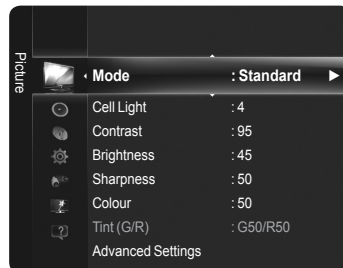 Picture
Mode : Standard
Cell Light : 4
Contrast : 95
Brightness : 45
Sharpness : 50
Colour : 50
Tint (G/R) : G50/R50
Advanced Settings